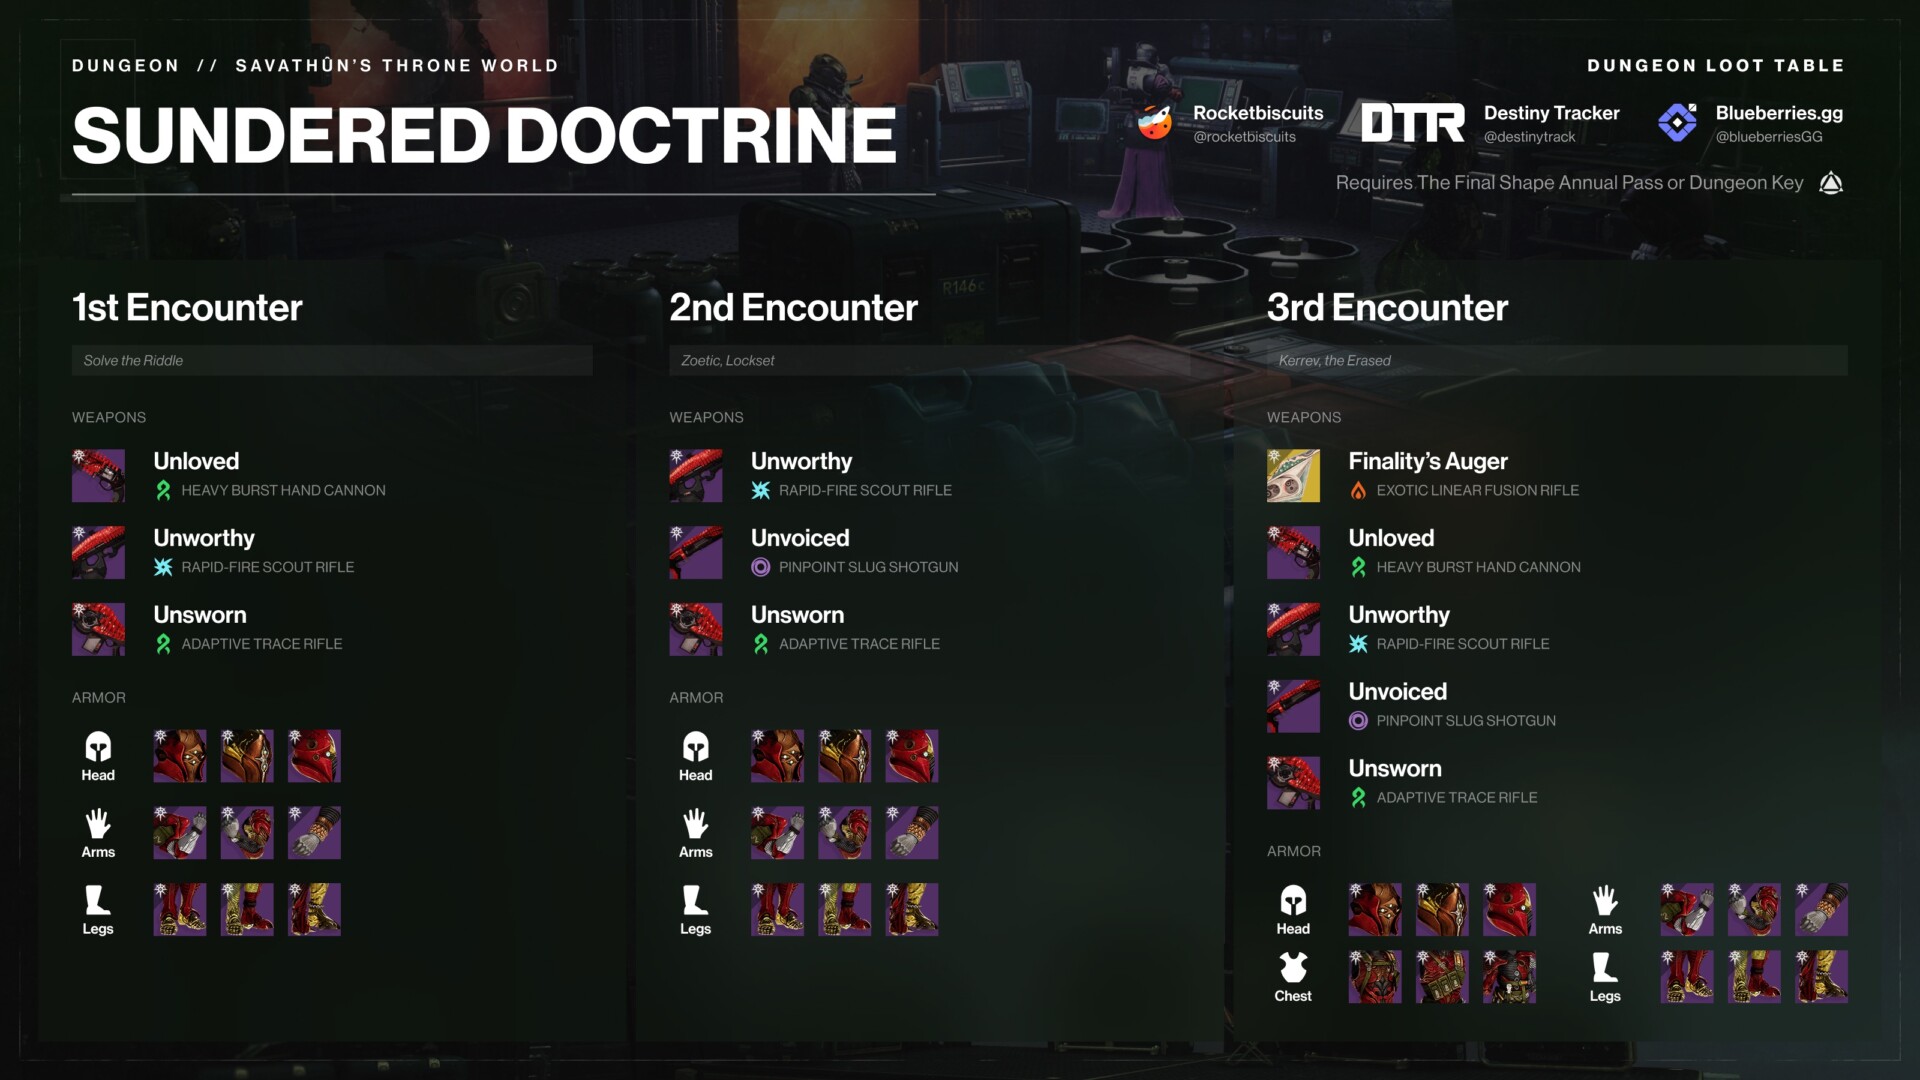 DUNGEON // SAVATHÛN'S THRONE WORLD
SUNDERED DOCTRINE
DUNGEON LOOT TABLE
Rocketbiscuits
@rocketbiscuits
DTR
Destiny Tracker
@destinytrack
Blueberries.gg
@blueberriesGG
Requires The Final Shape Annual Pass or Dungeon Key
R146c
1st Encounter
Solve the Riddle
WEAPONS
Unloved
HEAVY BURST HAND CANNON
Unworthy
RAPID-FIRE SCOUT RIFLE
Unsworn
ADAPTIVE TRACE RIFLE
ARMOR
Head
Arms
Legs
2nd Encounter
Zoetic, Lockset
WEAPONS
Unworthy
RAPID-FIRE SCOUT RIFLE
Unvoiced
PINPOINT SLUG SHOTGUN
Unsworn
ADAPTIVE TRACE RIFLE
ARMOR
Head
Arms
Legs
3rd Encounter
Kerrev, the Erased
WEAPONS
Finality's Auger
EXOTIC LINEAR FUSION RIFLE
Unloved
HEAVY BURST HAND CANNON
Unworthy
RAPID-FIRE SCOUT RIFLE
Unvoiced
PINPOINT SLUG SHOTGUN
Unsworn
ADAPTIVE TRACE RIFLE
ARMOR
Head
Arms
Chest
Legs